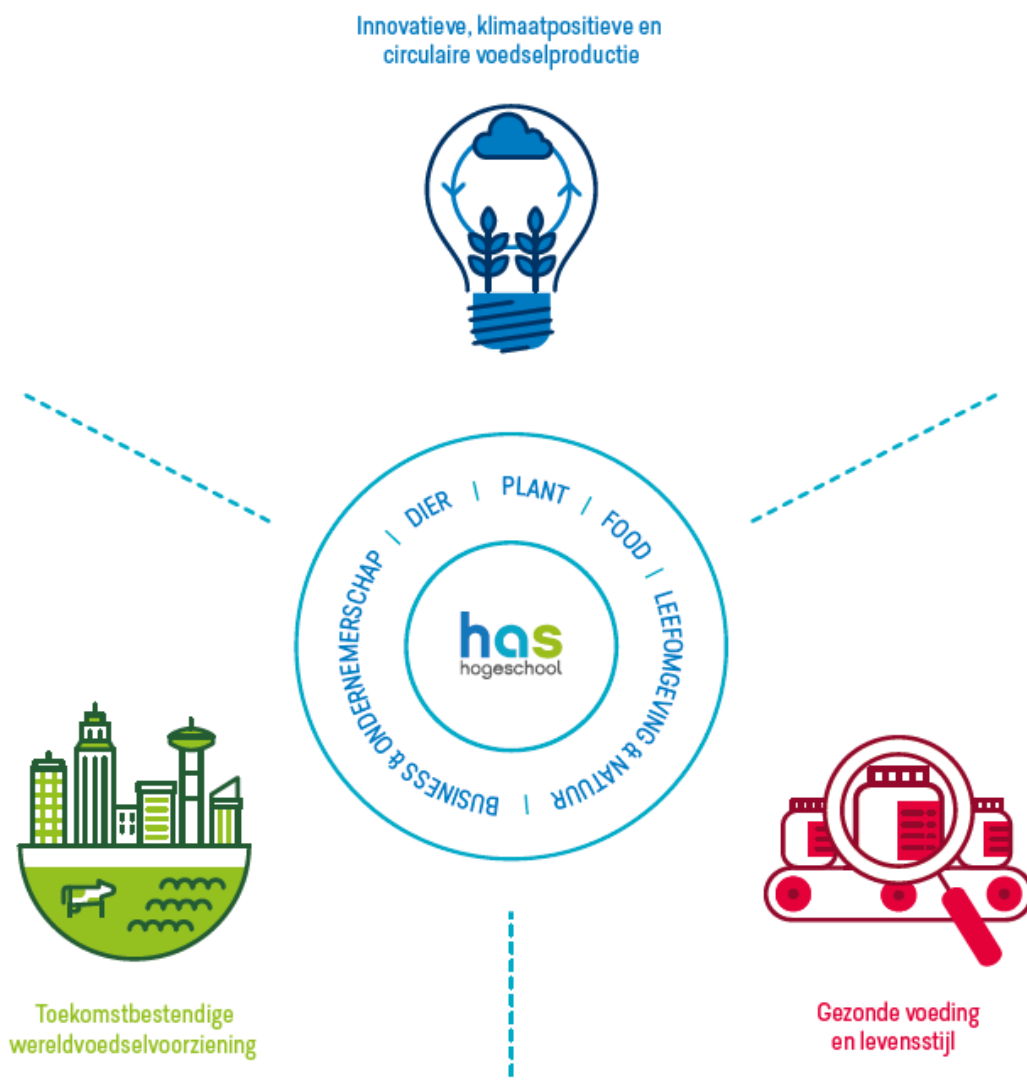 Innovatieve, klimaatpositieve en
circulaire voedselproductie
BUSINESS & ONDERNEMERSCHAP | DIER | PLANT | FOOD | LEEFOMGEVING & NATUUR |
has
hogeschool
Toekomstbestendige
wereldvoedselvoorziening
Gezonde voeding
en levensstijl